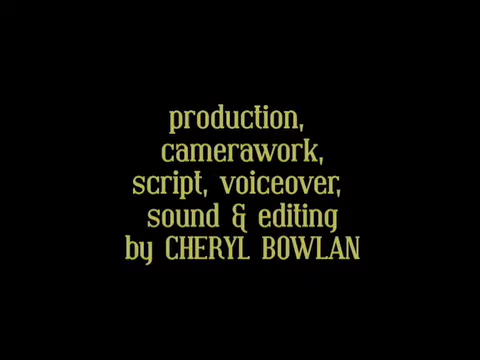 production,
camerawork,
script, voiceover,
sound & editing
by CHERYL BOWLAN